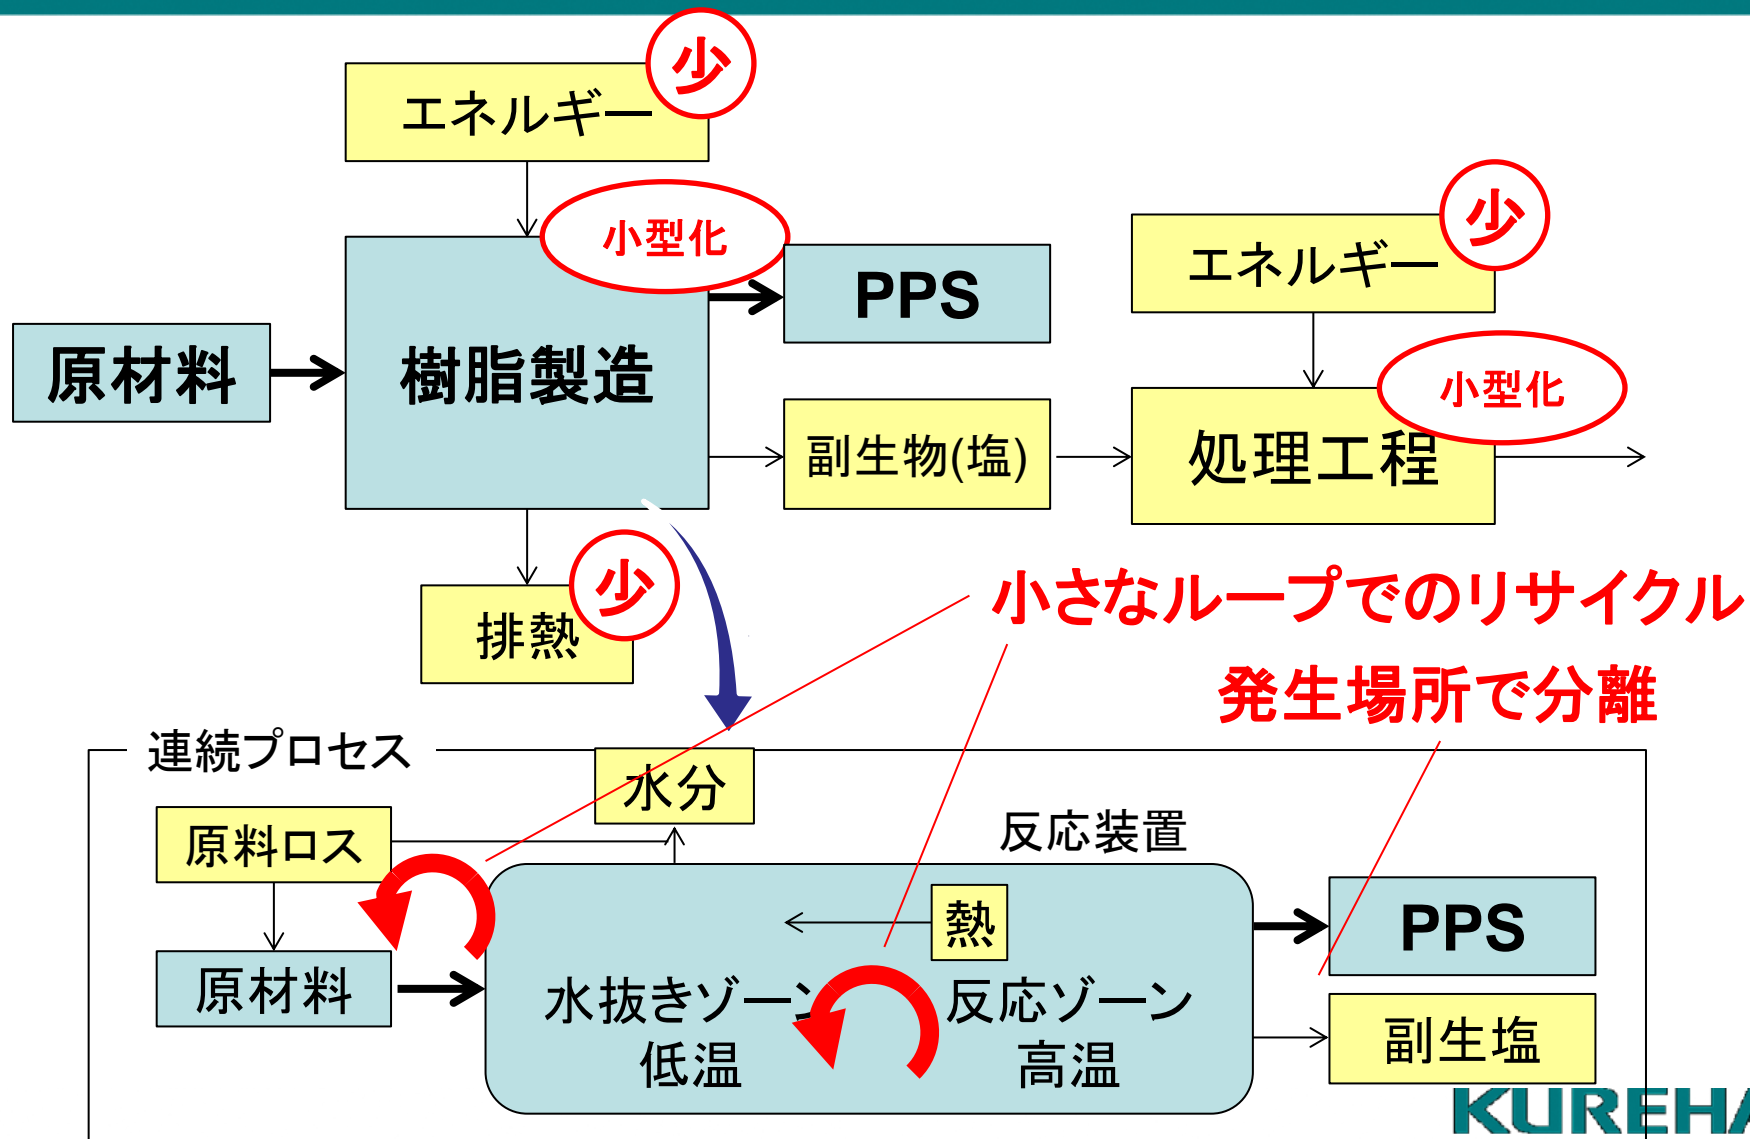 少
エネルギー
小型化
少
エネルギー
PPS
原材料
樹脂製造
小型化
副生物(塩)
処理工程
少
排熱
小さなループでのリサイクル
発生場所で分離
連続プロセス
水分
原料ロス
反応装置
熱
PPS
原材料
水抜きゾーン
低温
反応ゾーン
高温
副生塩
KUREHA